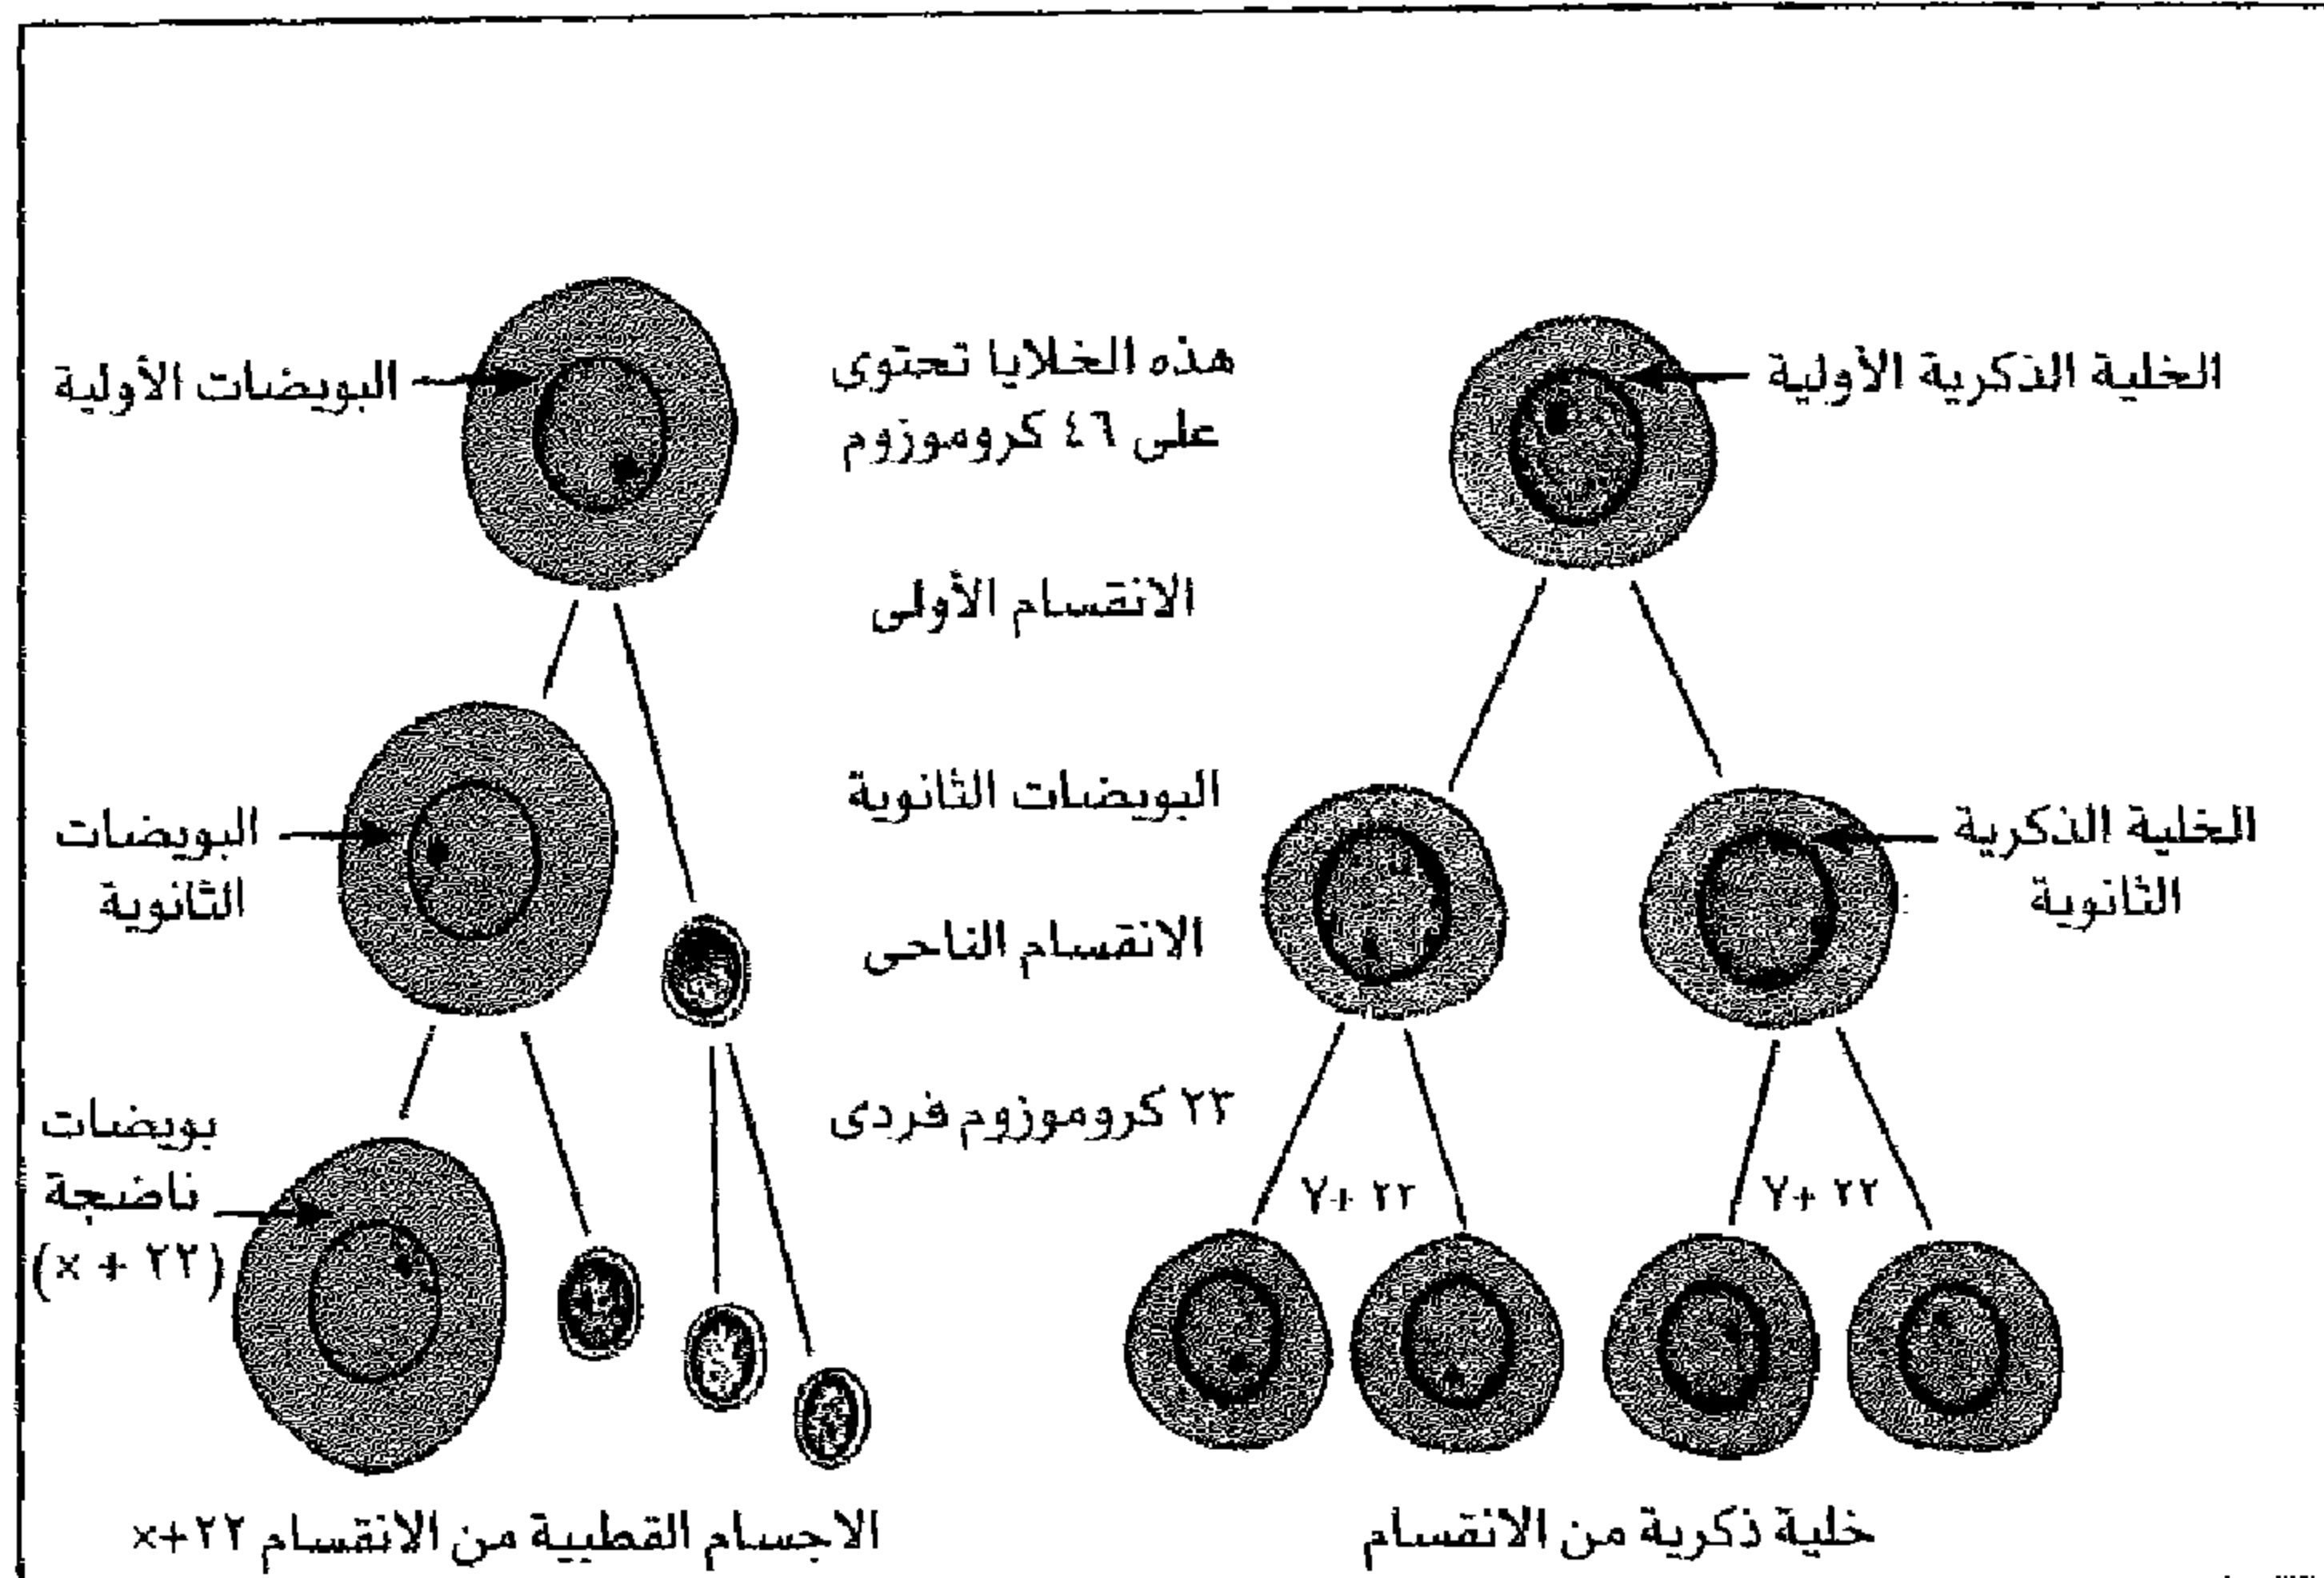 الخلية الذكرية الأولية
هذه الخلايا تحتوى
على ٤٦ كروموزوم
البويضات الأولية
الانقسام الأولى
البويضات الثانوية
الخلية الذكرية
الثانوية
البويضات
الثانوية
الانقسام الناحى
٢٣ كروموزوم فردى
بويضات
ناضجة
(x + ٢٢)
٢٢ +Y
٢٢ +Y
خلية ذكرية من الانقسام
الاجسام القطبية من الانقسام ٢٢+x